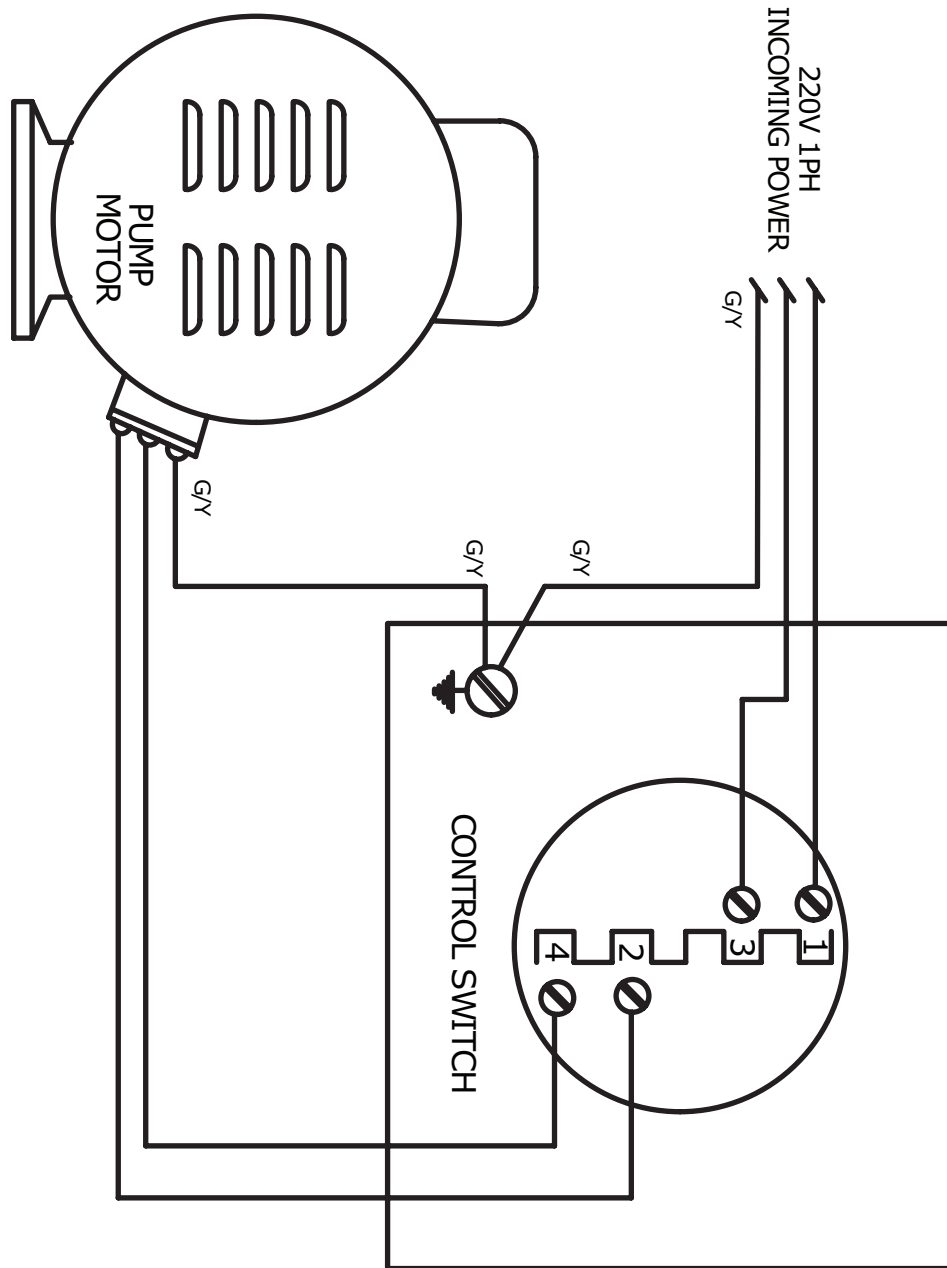 220V 1PH
INCOMING POWER
G/Y
PUMP
MOTOR
G/Y
G/Y
G/Y
CONTROL SWITCH
1
3
2
4